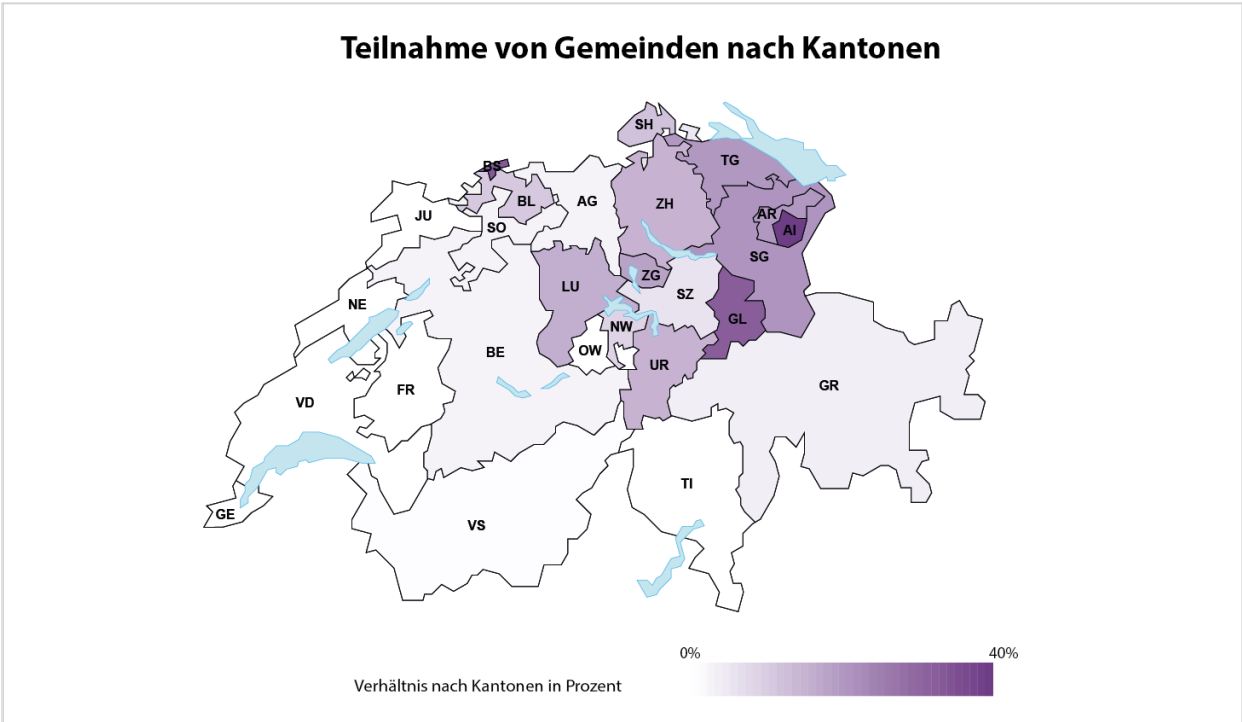 Teilnahme von Gemeinden nach Kantonen
SH
TG
BS
BL
AG
ZH
AR
AI
JU
SO
SG
LU
ZG
SZ
NE
GL
NW
OW
BE
UR
GR
VD
FR
TI
GE
VS
0%
40%
Verhältnis nach Kantonen in Prozent